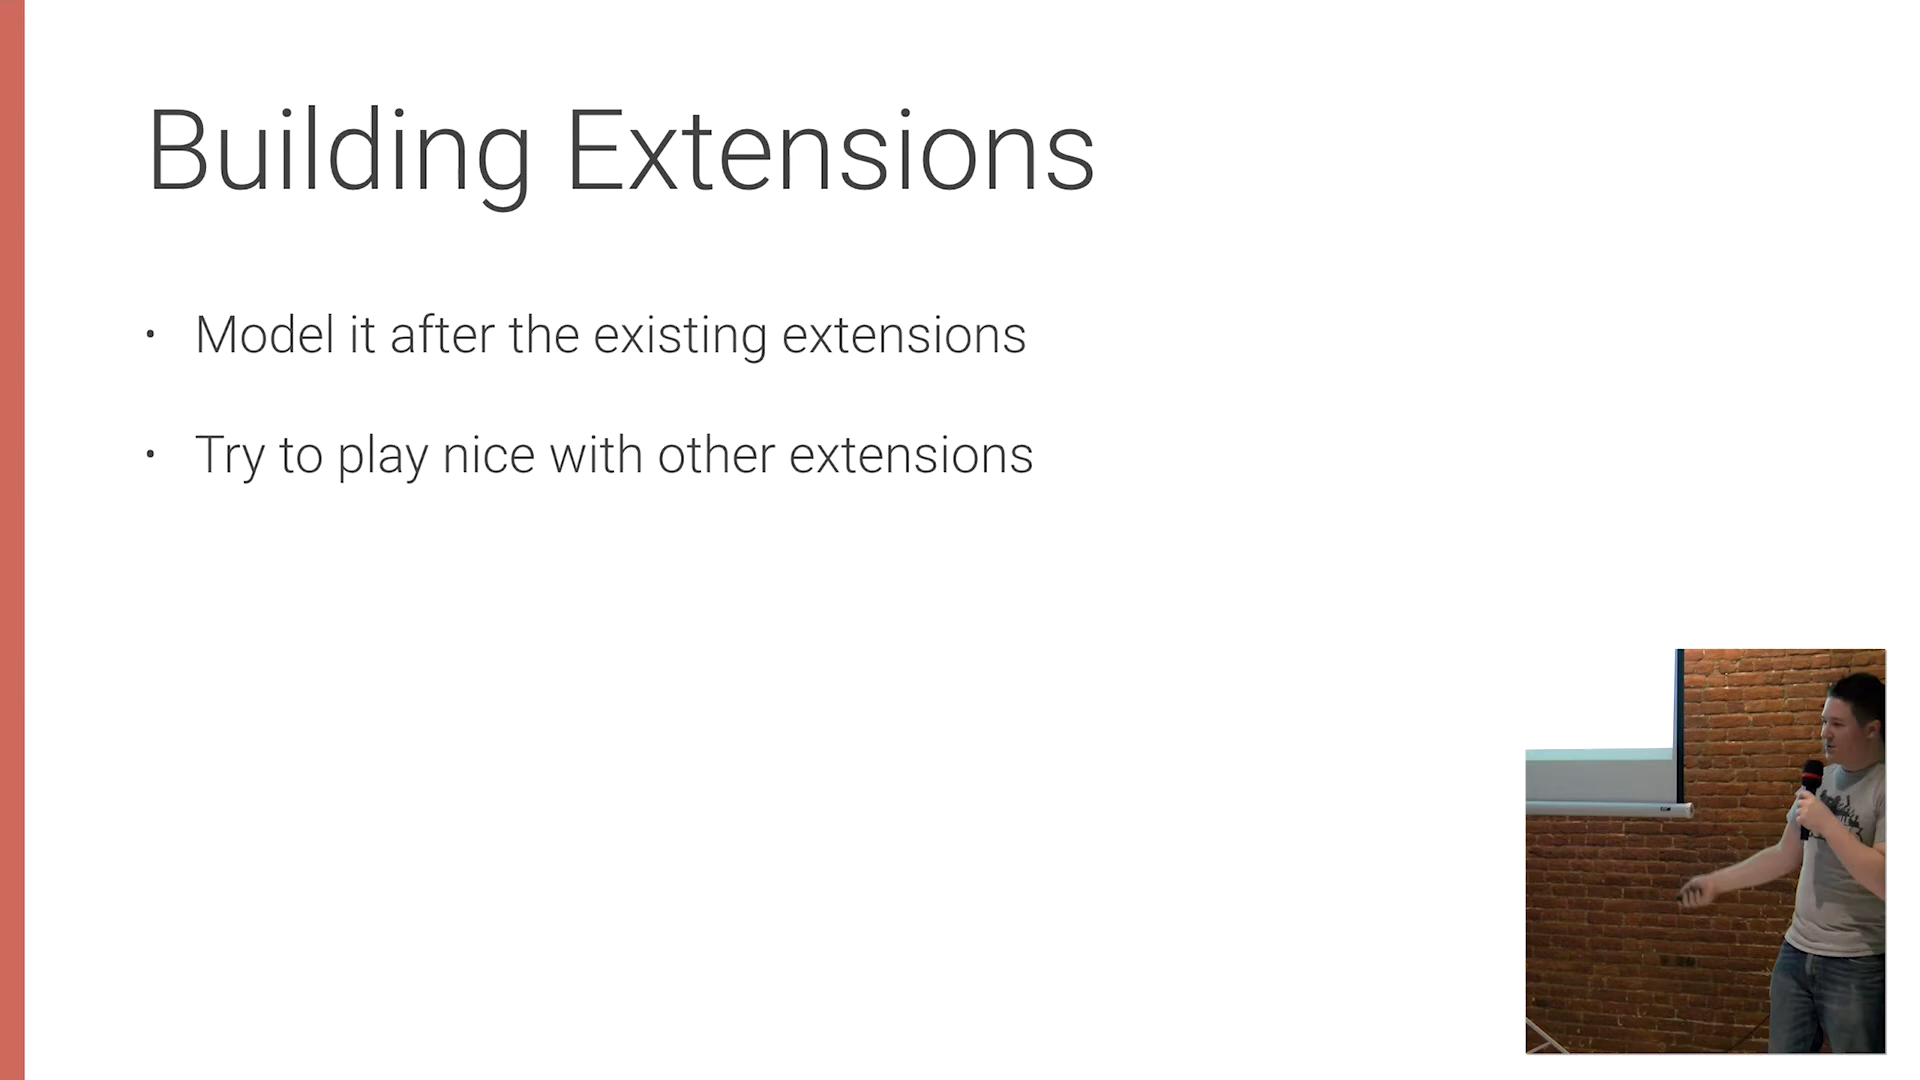 Building Extensions
• Model it after the existing extensions
• Try to play nice with other extensions